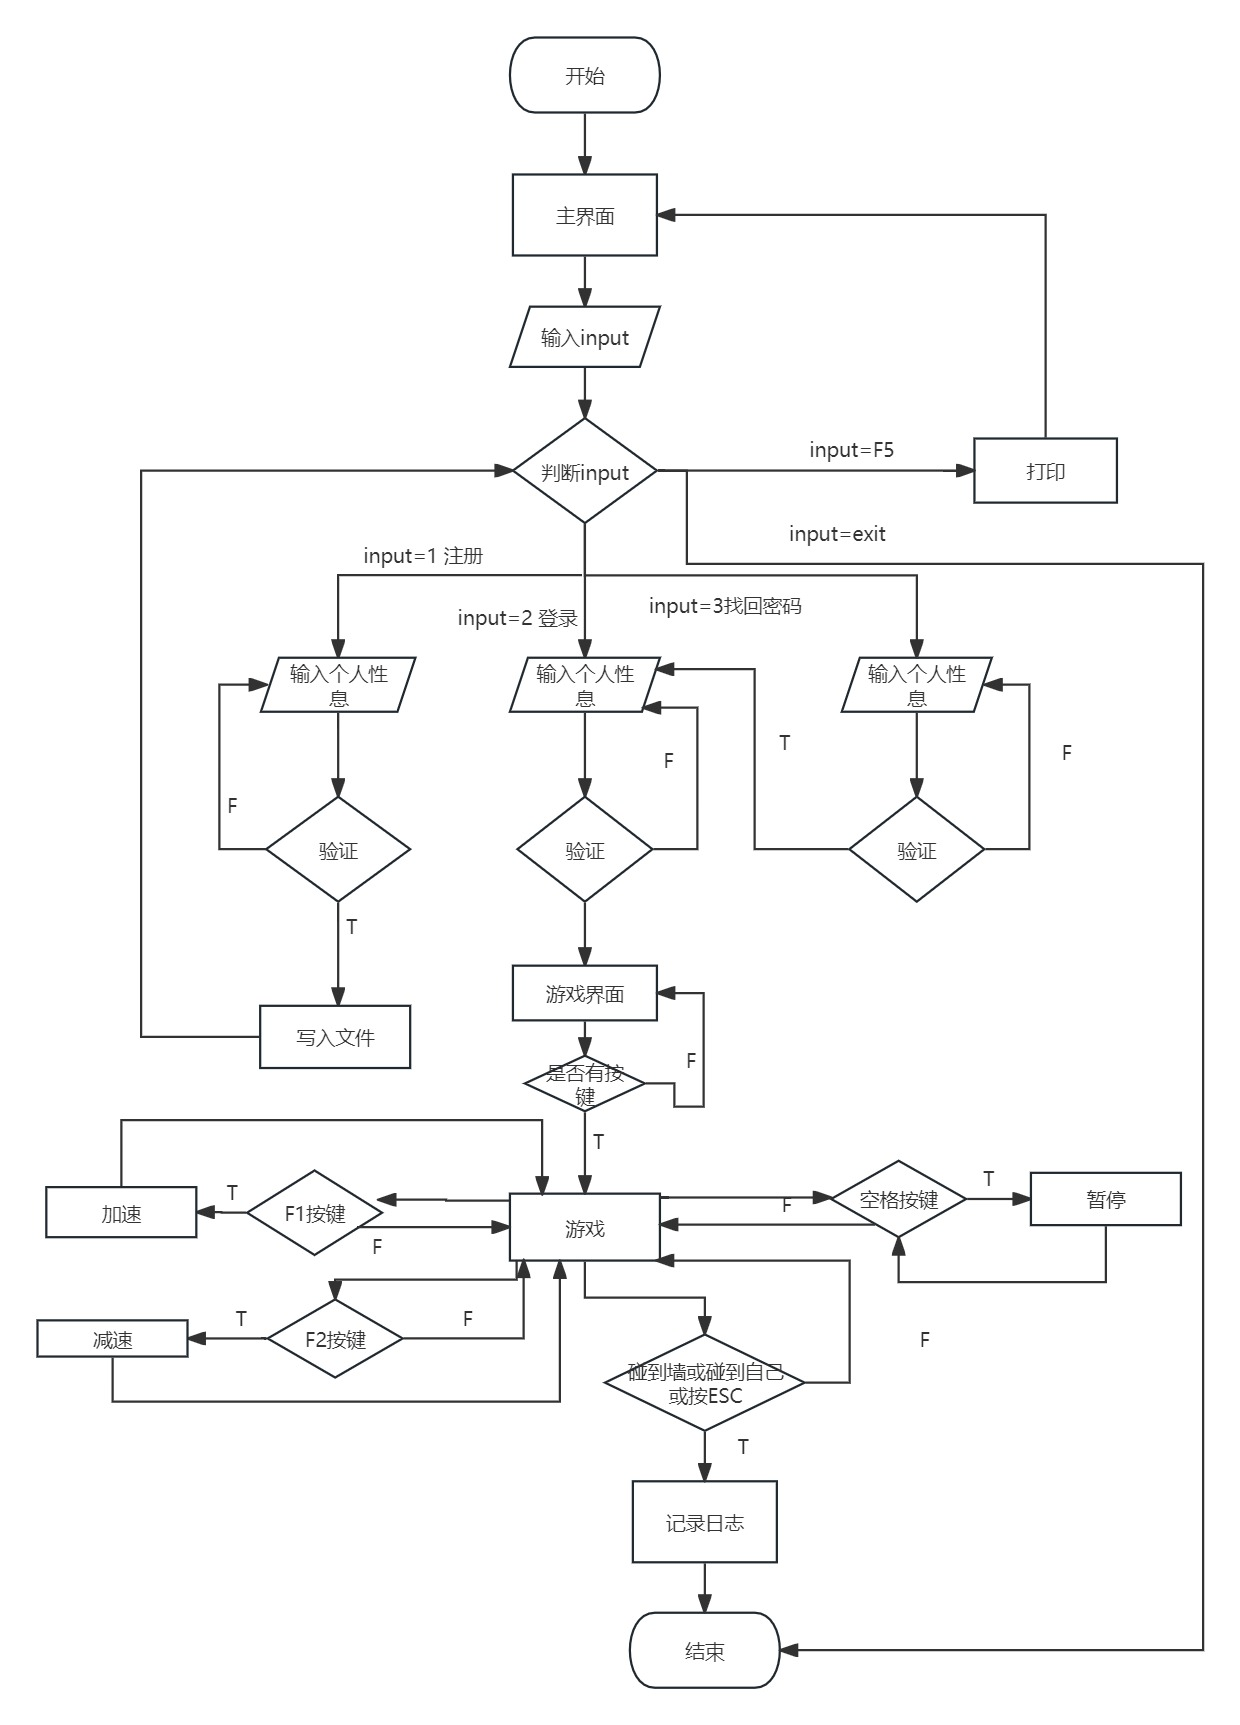 开始
主界面
输入input
判断input
input=F5
打印
input=exit
input=1 注册
input=2 登录
input=3找回密码
输入个人性
息
输入个人性
息
输入个人性
息
F
F
T
F
验证
验证
验证
T
写入文件
游戏界面
F
是否有按
键
T
加速
T
F1按键
F
游戏
F
空格按键
T
暂停
减速
T
F2按键
F
F
碰到墙或碰到自己
或按ESC
T
记录日志
结束